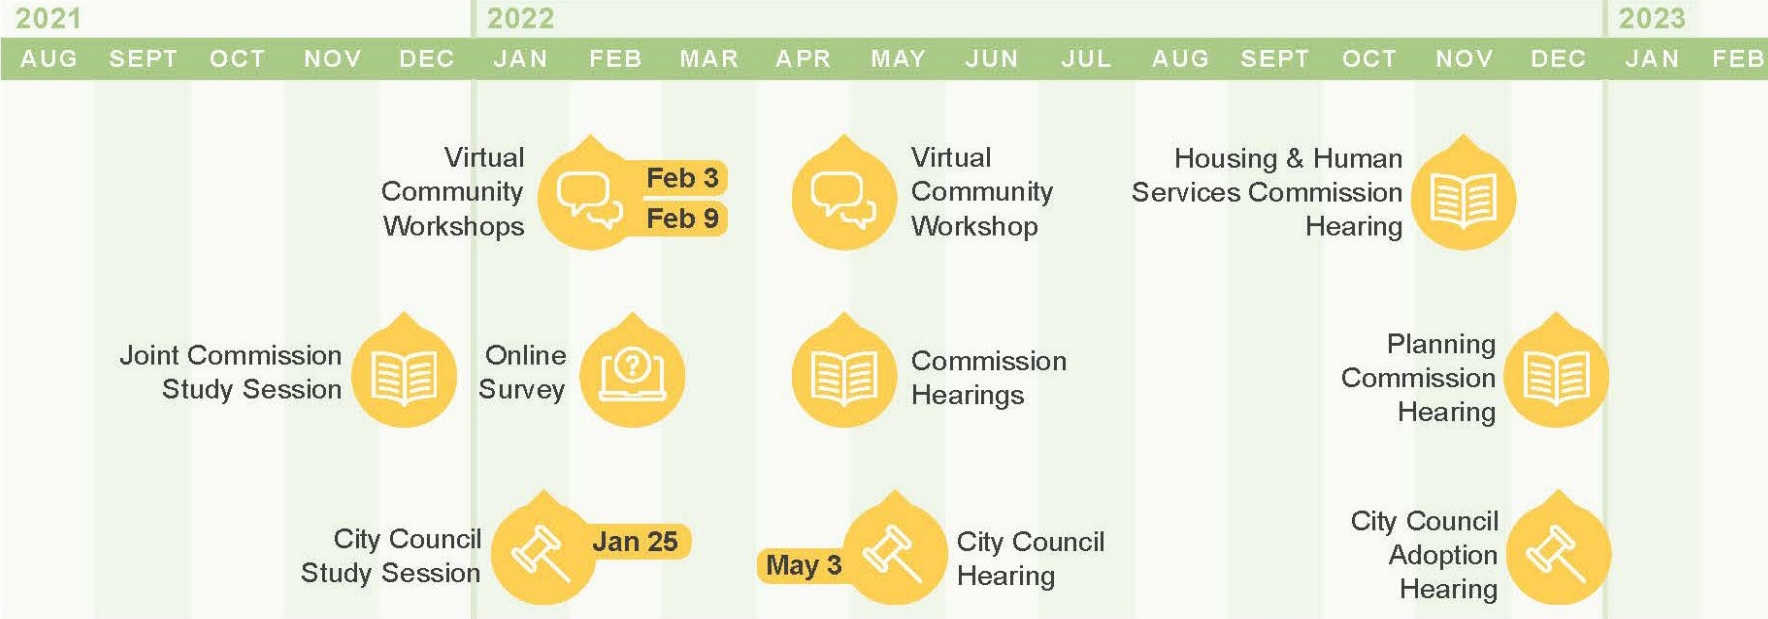 2021
2022
2023
AUG SEPT OCT NOV DEC JAN FEB MAR APR MAY JUN JUL AUG SEPT OCT NOV DEC JAN FEB
Virtual
Community
Workshops
Feb 3
Feb 9
Virtual
Community
Workshop
Housing & Human
Services Commission
Hearing
Joint Commission
Study Session
Online
Survey
?
Commission
Hearings
Planning
Commission
Hearing
City Council
Study Session
Jan 25
May 3
City Council
Hearing
City Council
Adoption
Hearing